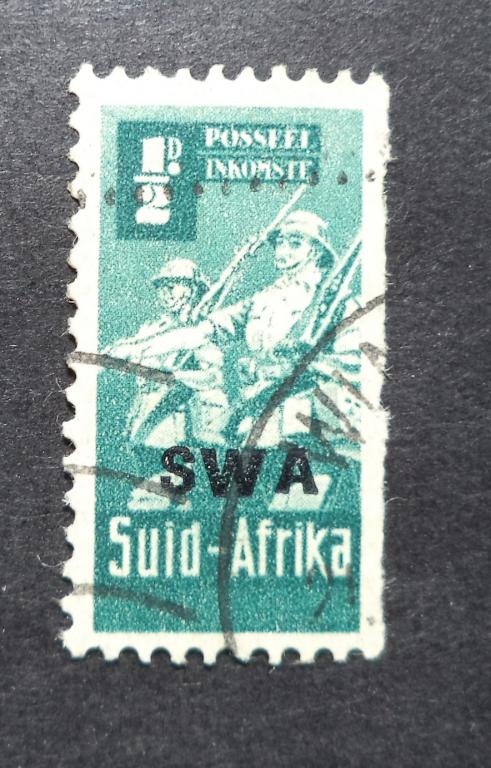 ½D.
POSSEEL
INKOMSTE
SWA
Suid-Afrika